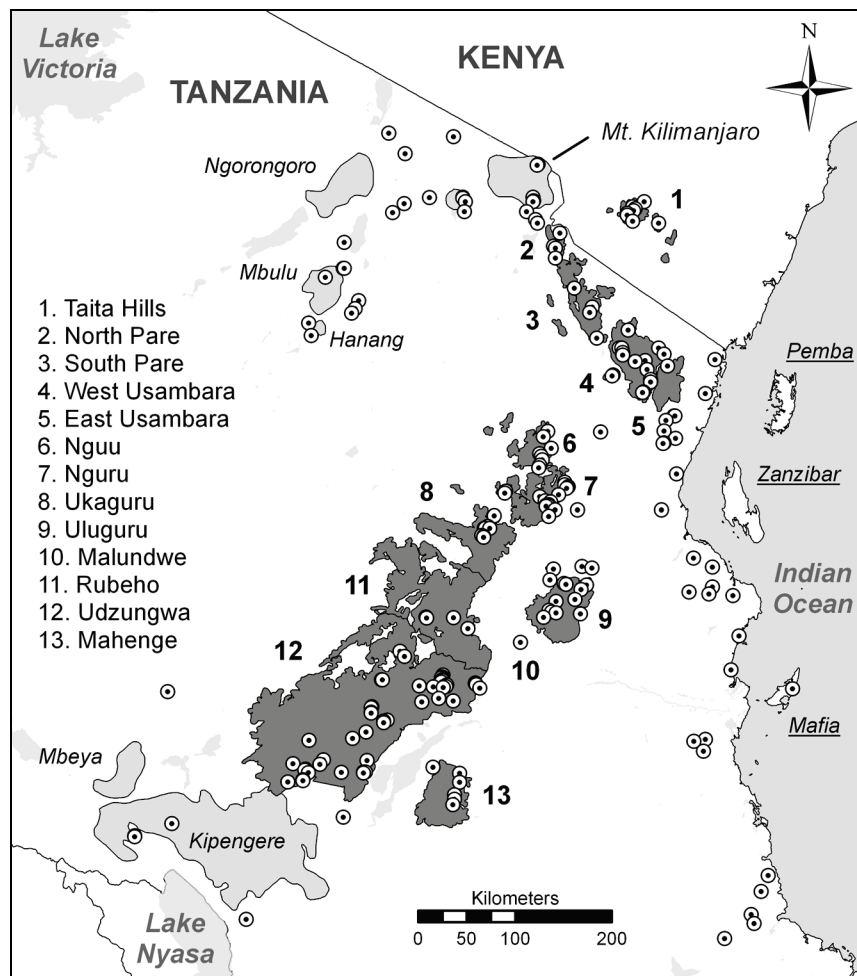 Lake
Victoria
KENYA
TANZANIA
N
Mt. Kilimanjaro
Ngorongoro
1
2
Mbulu
Hanang
3
4
5
Pemba
1. Taita Hills
2. North Pare
3. South Pare
4. West Usambara
5. East Usambara
6. Nguu
7. Nguru
8. Ukaguru
9. Uluguru
10. Malundwe
11. Rubeho
12. Udzungwa
13. Mahenge
6
7
8
Zanzibar
Indian
Ocean
11
9
10
12
Mafia
Mbeya
13
Kipengere
Lake
Nyasa
Kilometers
0 50 100 200